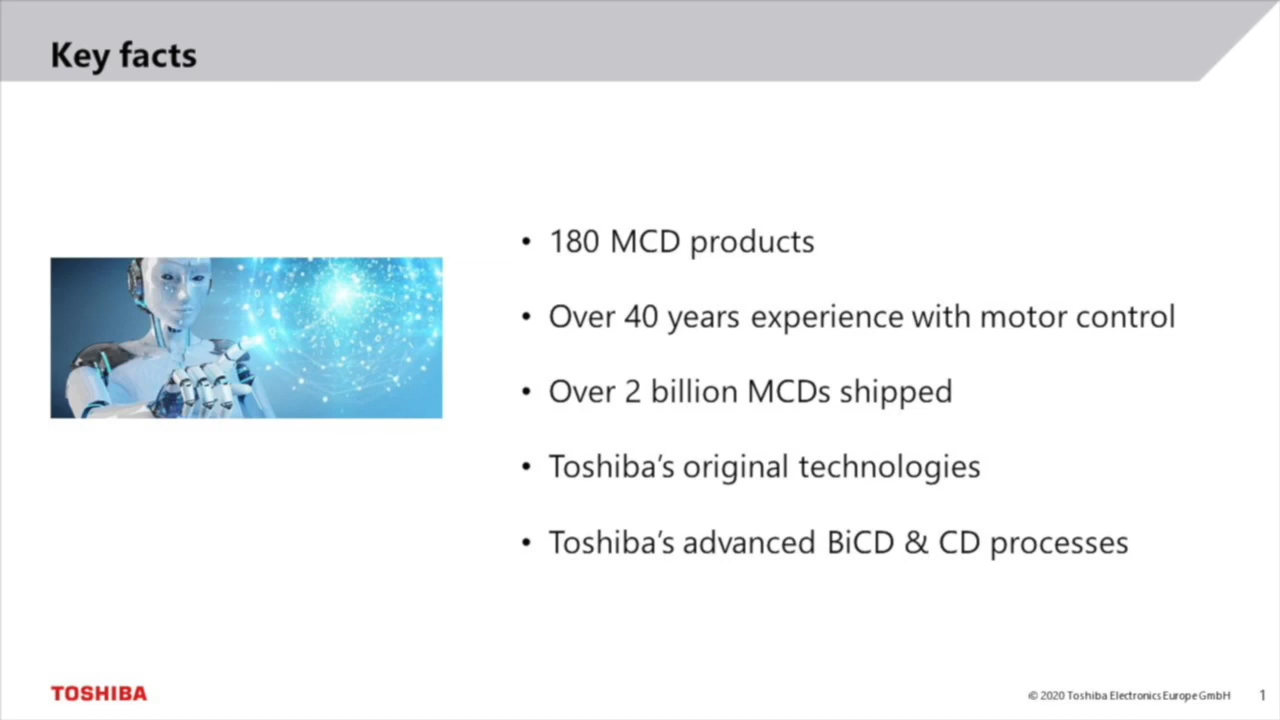 Key facts
• 180 MCD products
• Over 40 years experience with motor control
• Over 2 billion MCDs shipped
• Toshiba’s original technologies
• Toshiba’s advanced BiCD & CD processes
TOSHIBA
© 2020 Toshiba Electronics Europe GmbH 1